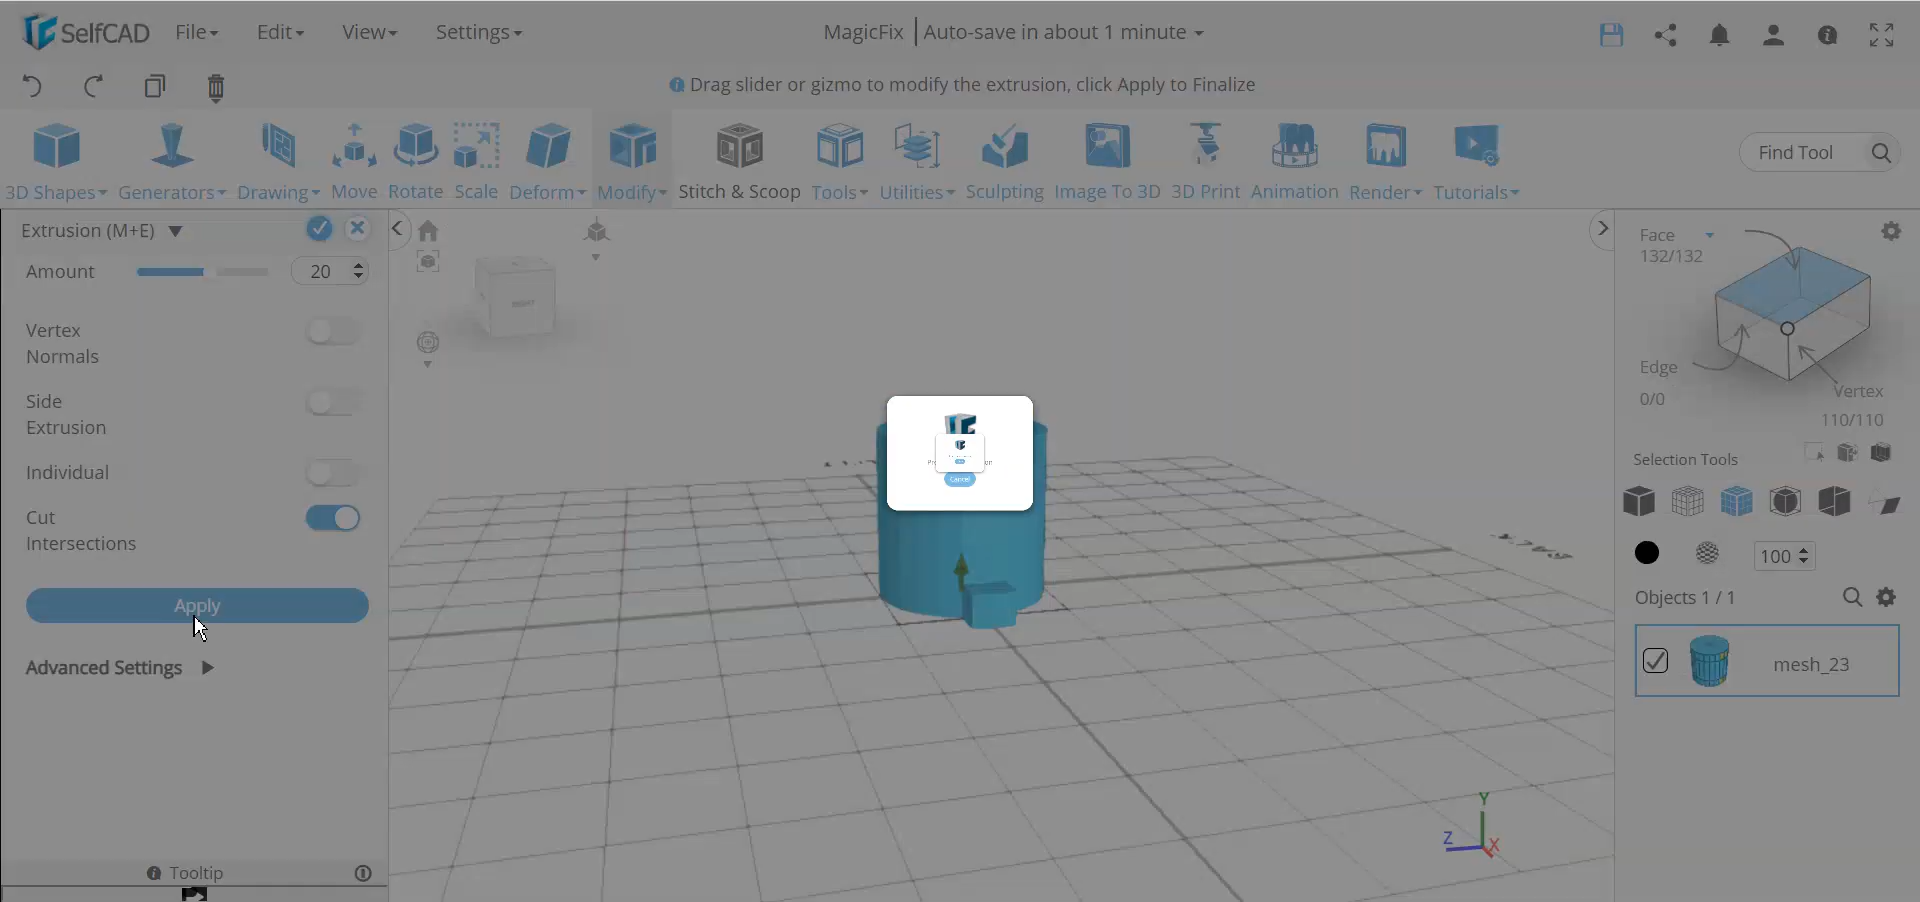 SelfCAD File Edit View Settings MagicFix Auto-save in about 1 minute
Drag slider or gizmo to modify the extrusion, click Apply to Finalize
3D Shapes Generators Drawing Move Rotate Scale Deform Modify Stitch & Scoop Tools Utilities Sculpting Image To 3D 3D Print Animation Render Tutorials Find Tool
Extrusion (M+E)
Amount 20
Vertex
Normals
Side
Extrusion
Individual
Cut
Intersections
Apply
Advanced Settings
Tooltip
RIGHT
Cancel
Z Y X
Face
132/132
Edge
0/0
Vertex
110/110
Selection Tools
100
Objects 1 / 1
mesh_23